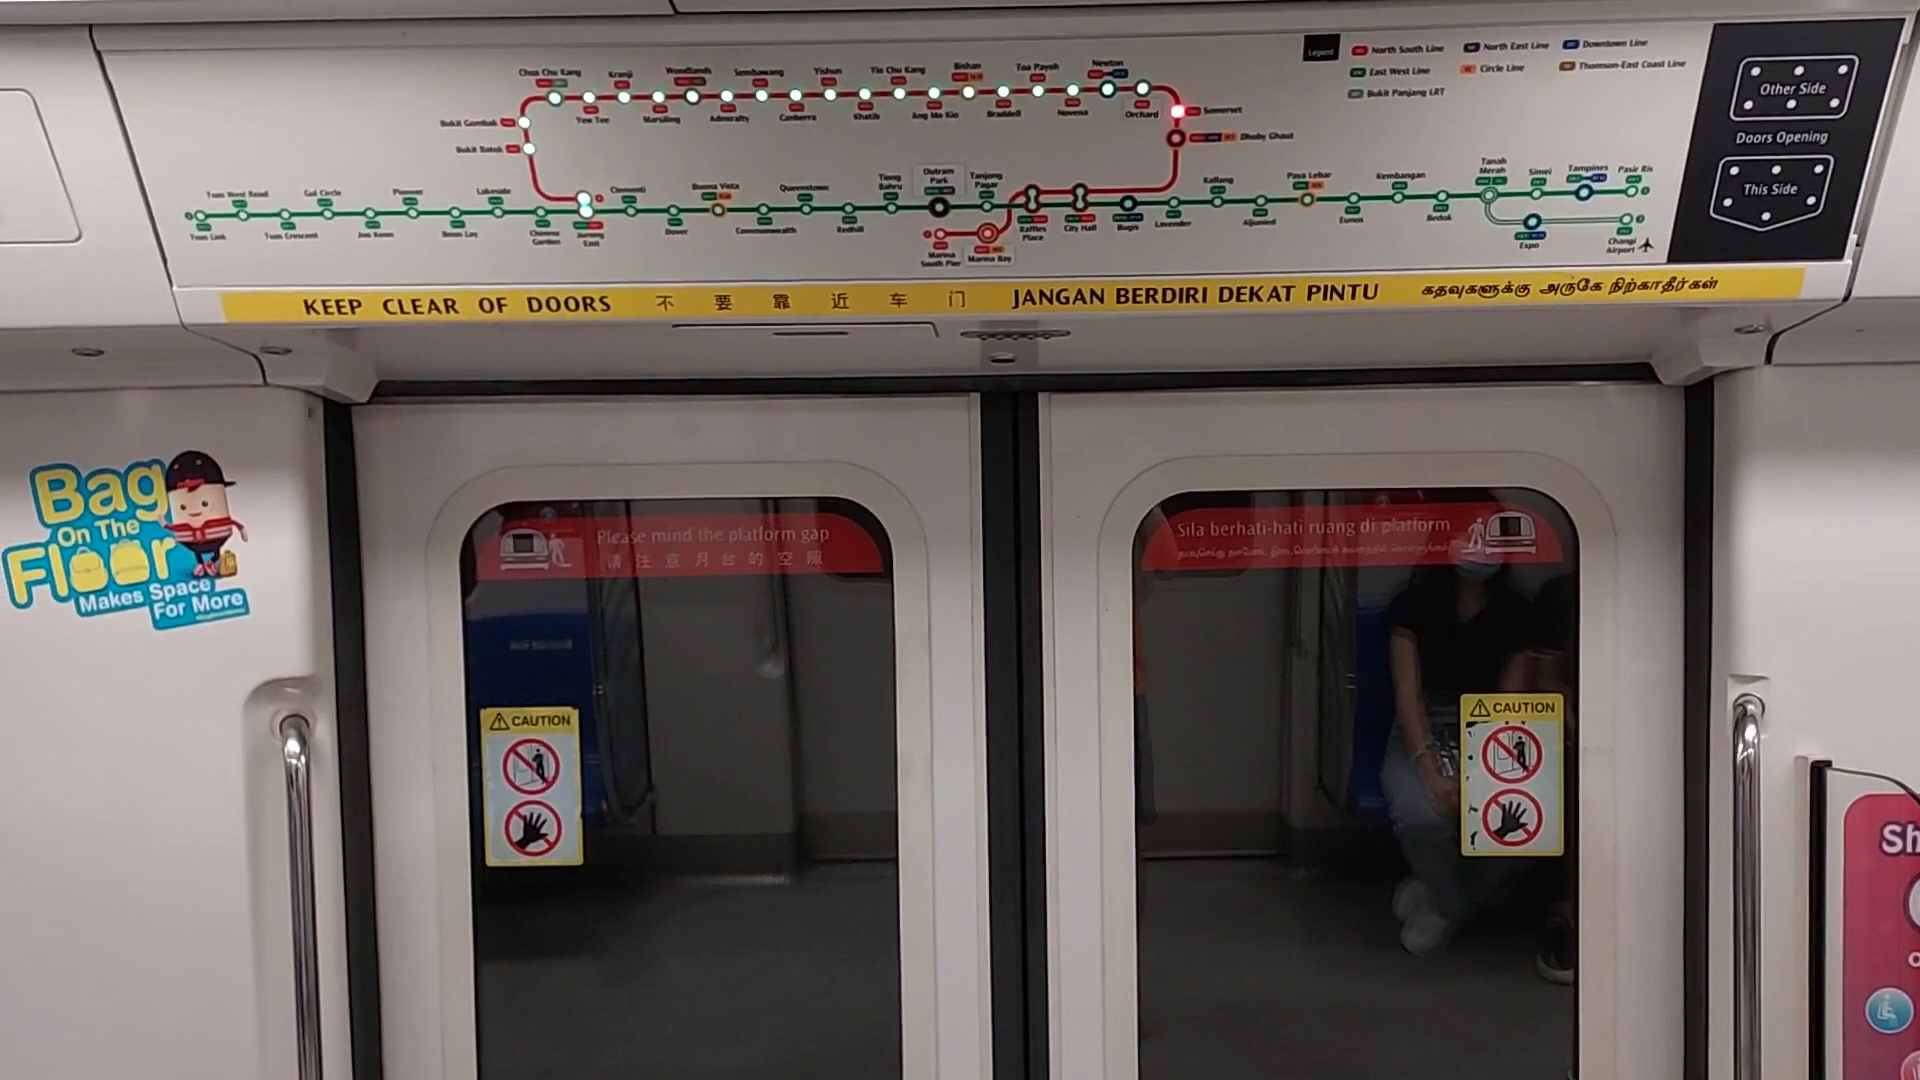 Legend
North South Line
North East Line
Downtown Line
East West Line
Circle Line
Thomson-East Coast Line
Bukit Panjang LRT
Choa Chu Kang
Kranji
Woodlands
Sembawang
Yishun
Yio Chu Kang
Bishan
Toa Payoh
Newton
Yew Tee
Marsiling
Admiralty
Canberra
Khatib
Ang Mo Kio
Braddell
Novena
Orchard
Somerset
Bukit Gombak
Dhoby Ghaut
Bukit Batok
Tuas West Road
Gul Circle
Pioneer
Lakeside
Clementi
Buona Vista
Queenstown
Tiong
Bahru
Outram
Park
Tanjong
Pagar
Kallang
Paya Lebar
Kembangan
Tanah
Merah
Simei
Tampines
Pasir Ris
Tuas Link
Tuas Crescent
Joo Koon
Boon Lay
Chinese
Garden
Jurong
East
Dover
Commonwealth
Redhill
Marina
South Pier
Marina Bay
Raffles
Place
City Hall
Bugis
Lavender
Aljunied
Eunos
Bedok
Expo
Changi
Airport
Other Side
Doors Opening
This Side
KEEP CLEAR OF DOORS 不要靠近车门 JANGAN BERDIRI DEKAT PINTU கதவுகளுக்கு அருகே நிற்காதீர்கள்
Bag
On The
Floor
Makes Space
For More
Please mind the platform gap
请注意月台的空隙
Sila berhati-hati ruang di platform
CAUTION
CAUTION
Sh